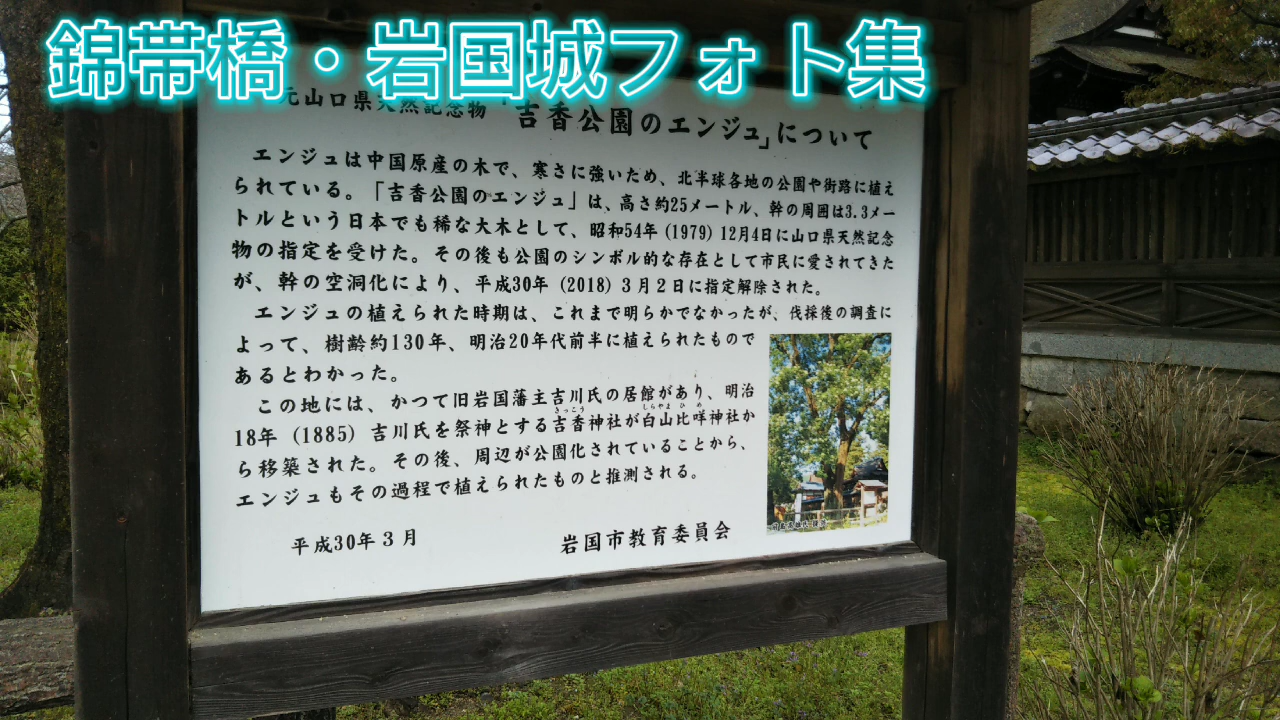 錦帯橋・岩国城フォト集
元山口県天然記念物「吉香公園のエンジュ」について
エンジュは中国原産の木で、寒さに強いため、北半球各地の公園や街路に植え
られている。「吉香公園のエンジュ」は、高さ約25メートル、幹の周囲は3.3メー
トルという日本でも稀な大木として、昭和54年(1979)12月4日に山口県天然記念
物の指定を受けた。その後も公園のシンボル的な存在として市民に愛されてきた
が、幹の空洞化により、平成30年(2018)3月2日に指定解除された。
エンジュの植えられた時期は、これまで明らかでなかったが、伐採後の調査に
よって、樹齢約130年、明治20年代前半に植えられたもので
あるとわかった。
この地には、かつて旧岩国藩主吉川氏の居館があり、明治
きっこう しらやまひめ
18年(1885)吉川氏を祭神とする吉香神社が白山比咩神社か
ら移築された。その後、周辺が公園化されていることから、
エンジュもその過程で植えられたものと推測される。
平成30年3月
岩国市教育委員会